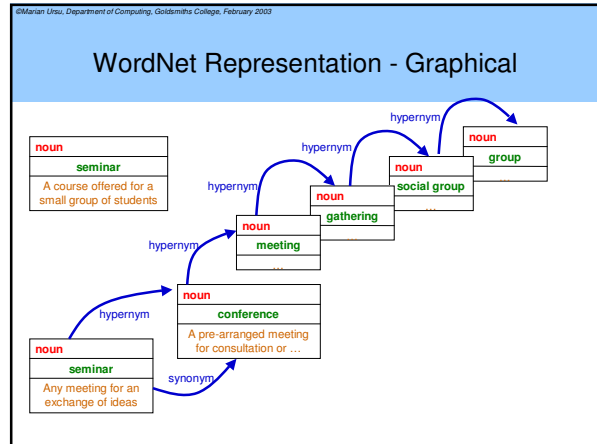 ©Marian Ursu, Department of Computing, Goldsmiths College, February 2003
WordNet Representation - Graphical
hypernym
hypernym
noun
group
…
noun
seminar
A course offered for a
small group of students
noun
social group
…
hypernym
noun
gathering
…
noun
meeting
…
hypernym
noun
conference
A pre-arranged meeting
for consultation or …
hypernym
noun
seminar
Any meeting for an
exchange of ideas
synonym